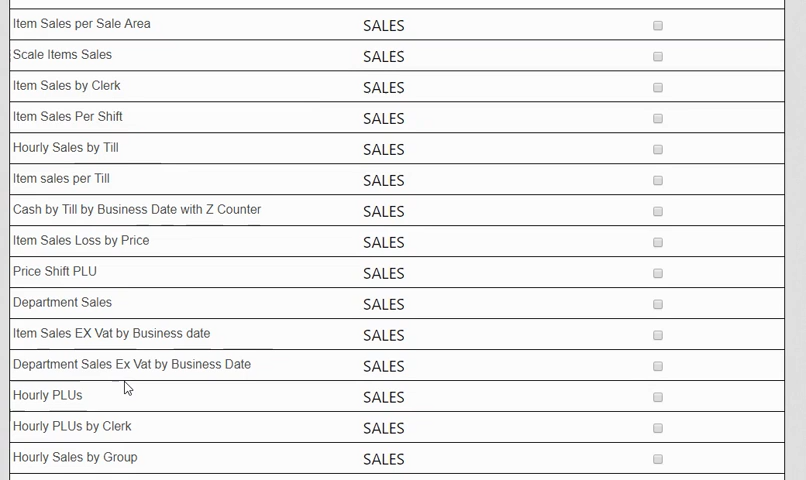 Item Sales per Sale Area SALES
Scale Items Sales SALES
Item Sales by Clerk SALES
Item Sales Per Shift SALES
Hourly Sales by Till SALES
Item sales per Till SALES
Cash by Till by Business Date with Z Counter SALES
Item Sales Loss by Price SALES
Price Shift PLU SALES
Department Sales SALES
Item Sales EX Vat by Business date SALES
Department Sales Ex Vat by Business Date SALES
Hourly PLUs SALES
Hourly PLUs by Clerk SALES
Hourly Sales by Group SALES